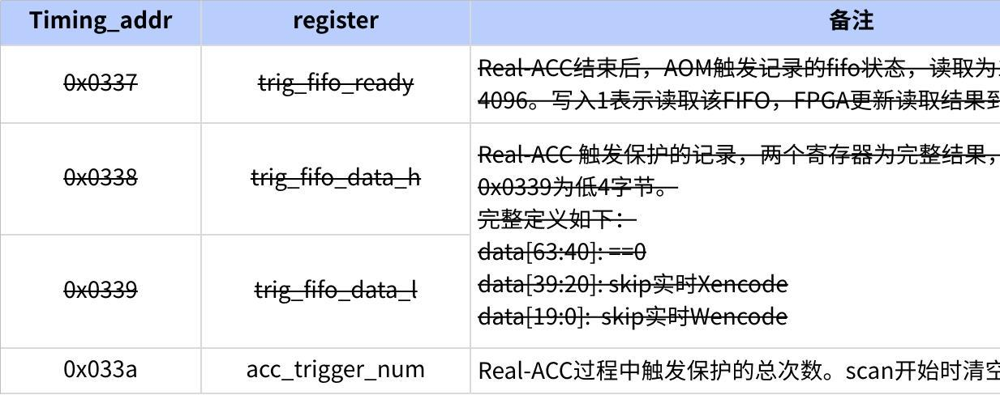 Timing_addr register 备注
0x0337 trig_fifo_ready Real-ACC结束后，AOM触发记录的fifo状态，读取为
4096。写入1表示读取该FIFO，FPGA更新读取结果到
0x0338 trig_fifo_data_h Real-ACC 触发保护的记录，两个寄存器为完整结果，
0x0339为低4字节。
完整定义如下：
data[63:40]: ==0
0x0339 trig_fifo_data_l data[39:20]: skip实时Xencode
data[19:0]: skip实时Wencode
0x033a acc_trigger_num Real-ACC过程中触发保护的总次数。scan开始时清空